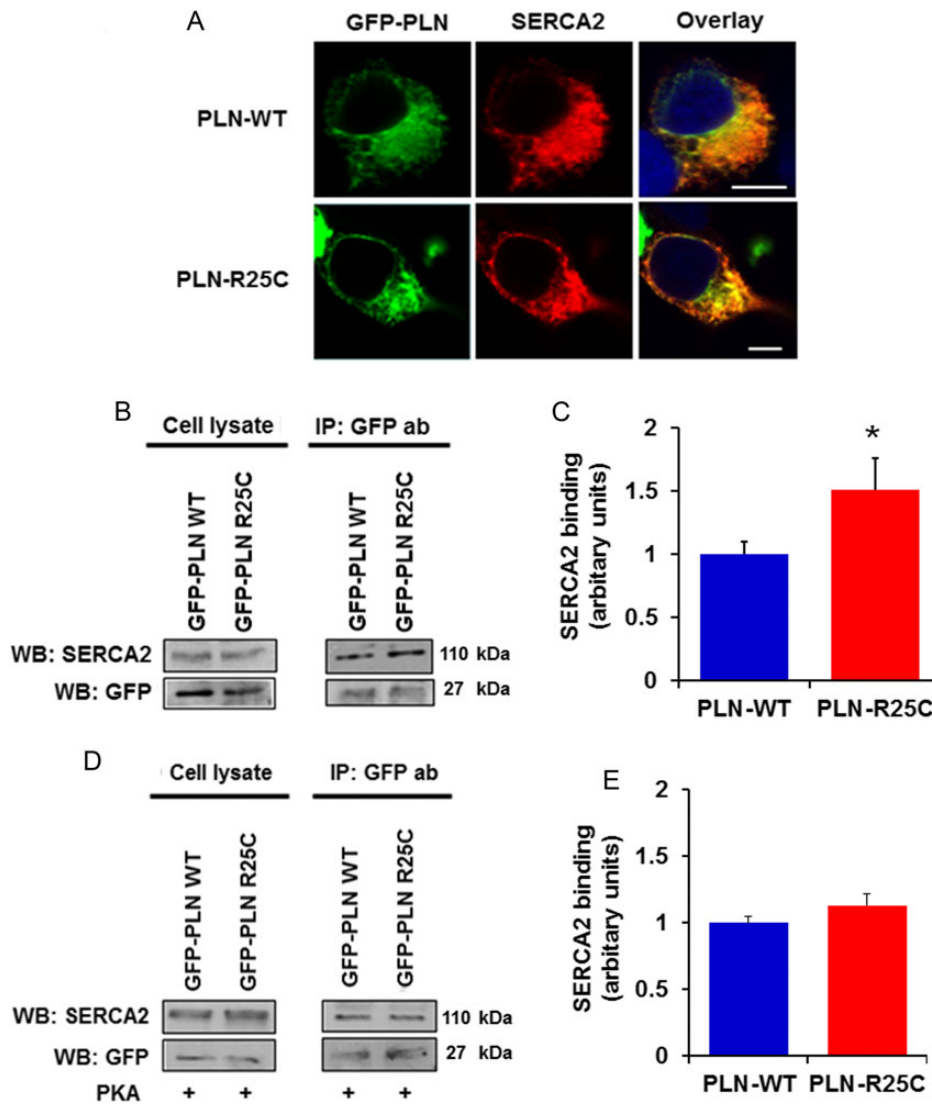 A
GFP-PLN SERCA2 Overlay
PLN-WT
PLN-R25C
B
Cell lysate IP: GFP ab
GFP-PLN WT
GFP-PLN R25C
GFP-PLN WT
GFP-PLN R25C
WB: SERCA2 110 kDa
WB: GFP 27 kDa
C
SERCA2 binding
(arbitary units)
2
1.5
1
0.5
0
*
PLN-WT PLN-R25C
D
Cell lysate IP: GFP ab
GFP-PLN WT
GFP-PLN R25C
GFP-PLN WT
GFP-PLN R25C
WB: SERCA2 110 kDa
WB: GFP 27 kDa
PKA + + + +
E
SERCA2 binding
(arbitary units)
2
1.5
1
0.5
0
PLN-WT PLN-R25C